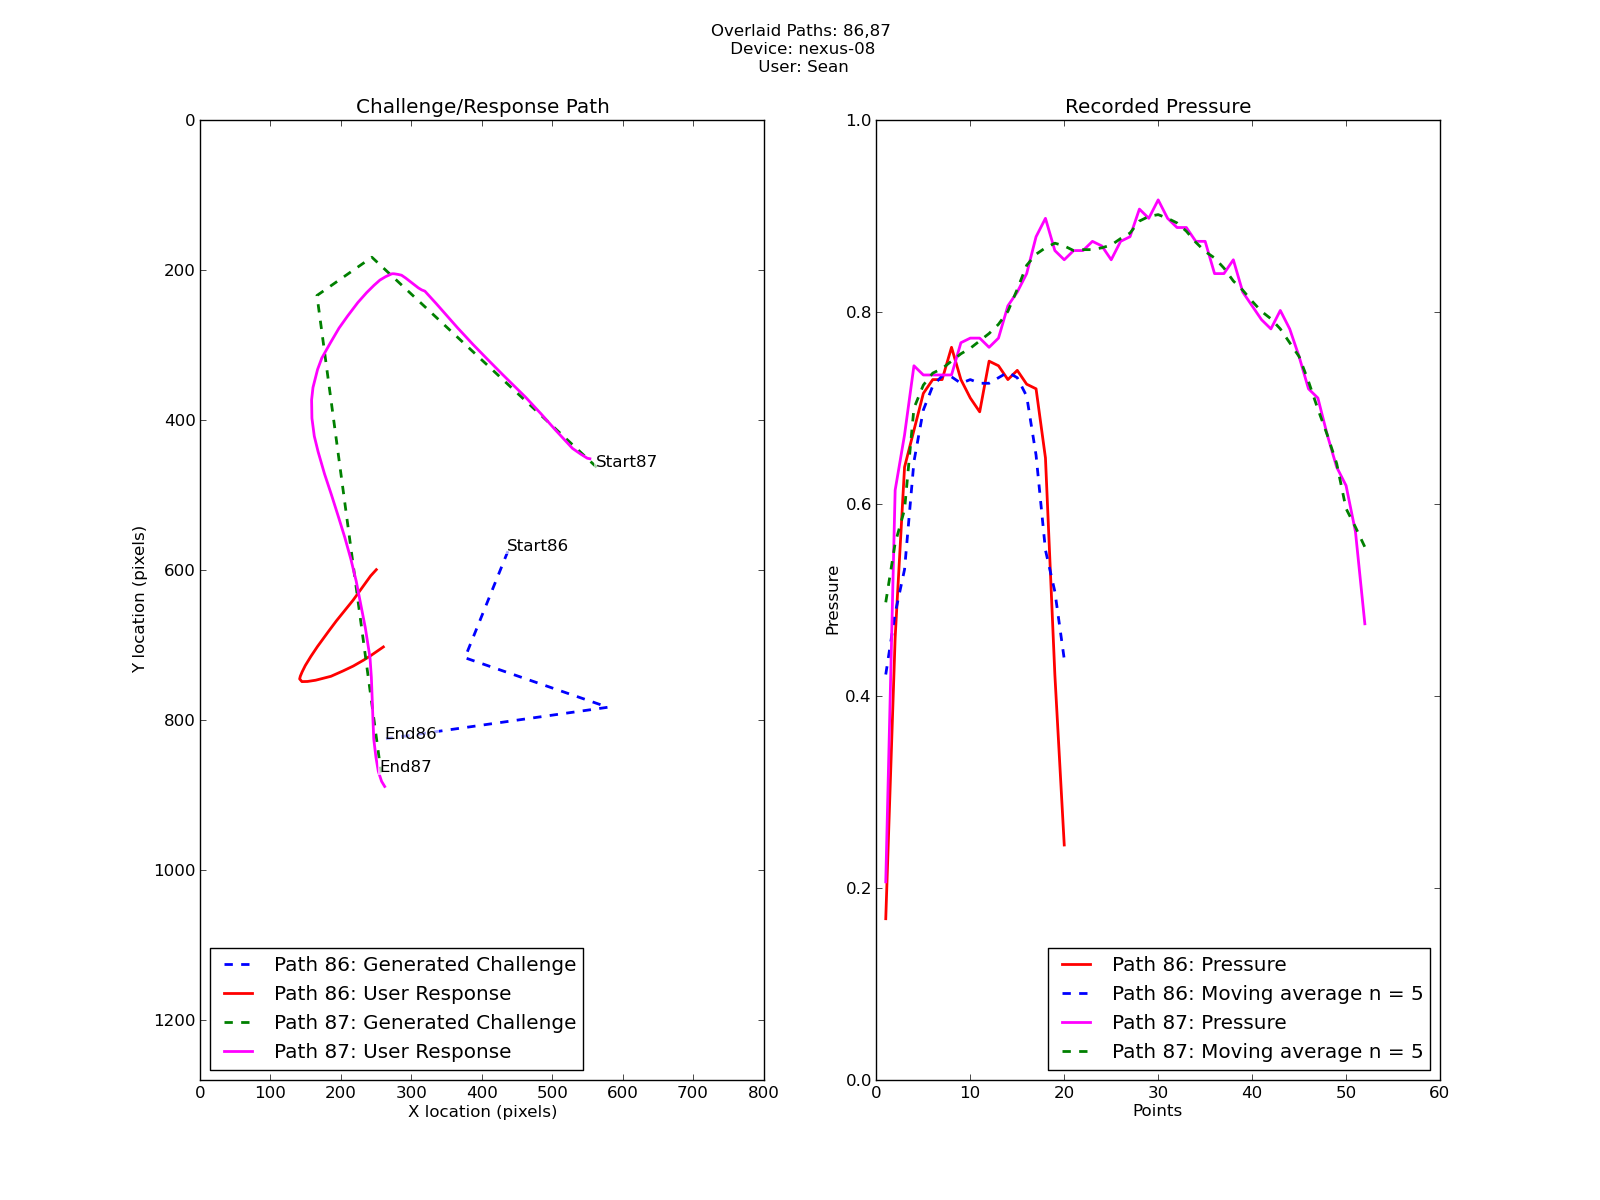 Overlaid Paths: 86,87
Device: nexus-08
User: Sean
Challenge/Response Path
0
200
400
600
800
1000
1200
Y location (pixels)
Start87
Start86
End86
End87
Path 86: Generated Challenge
Path 86: User Response
Path 87: Generated Challenge
Path 87: User Response
0 100 200 300 400 500 600 700 800
X location (pixels)
Recorded Pressure
1.0
0.8
0.6
0.4
0.2
0.0
Pressure
Path 86: Pressure
Path 86: Moving average n = 5
Path 87: Pressure
Path 87: Moving average n = 5
0 10 20 30 40 50 60
Points